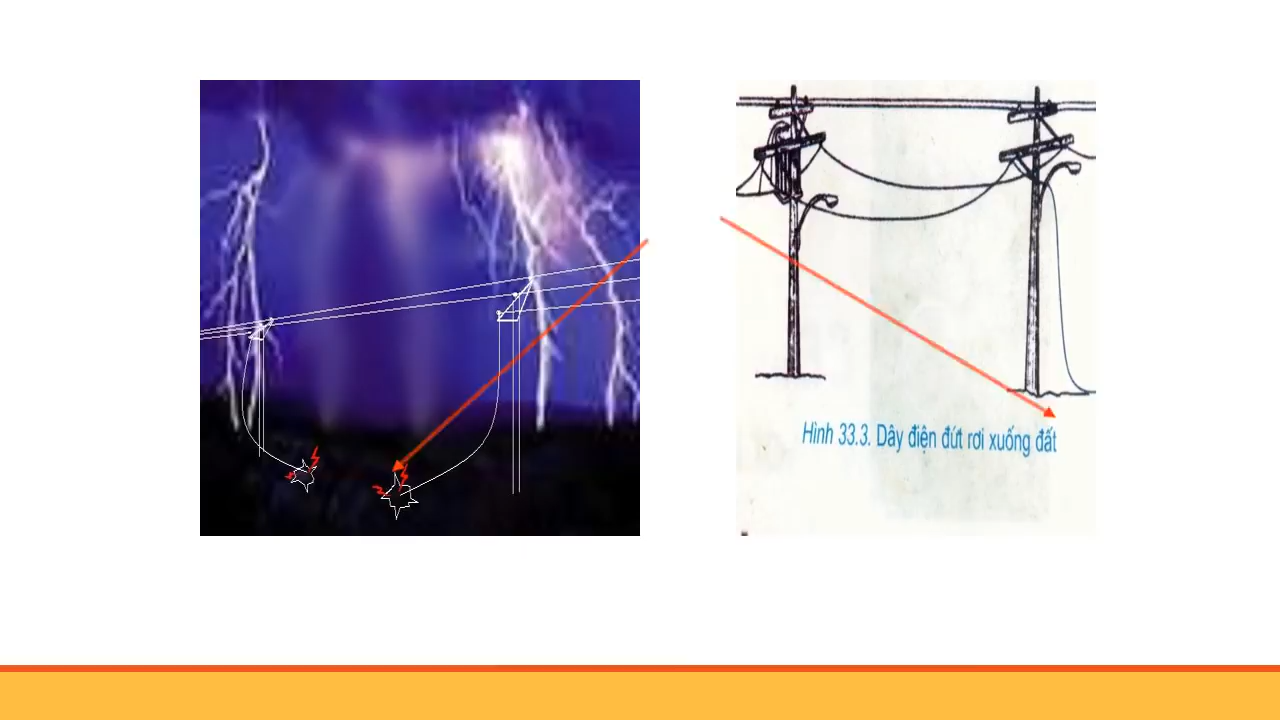 Hình 33.3. Dây điện đứt rơi xuống đất